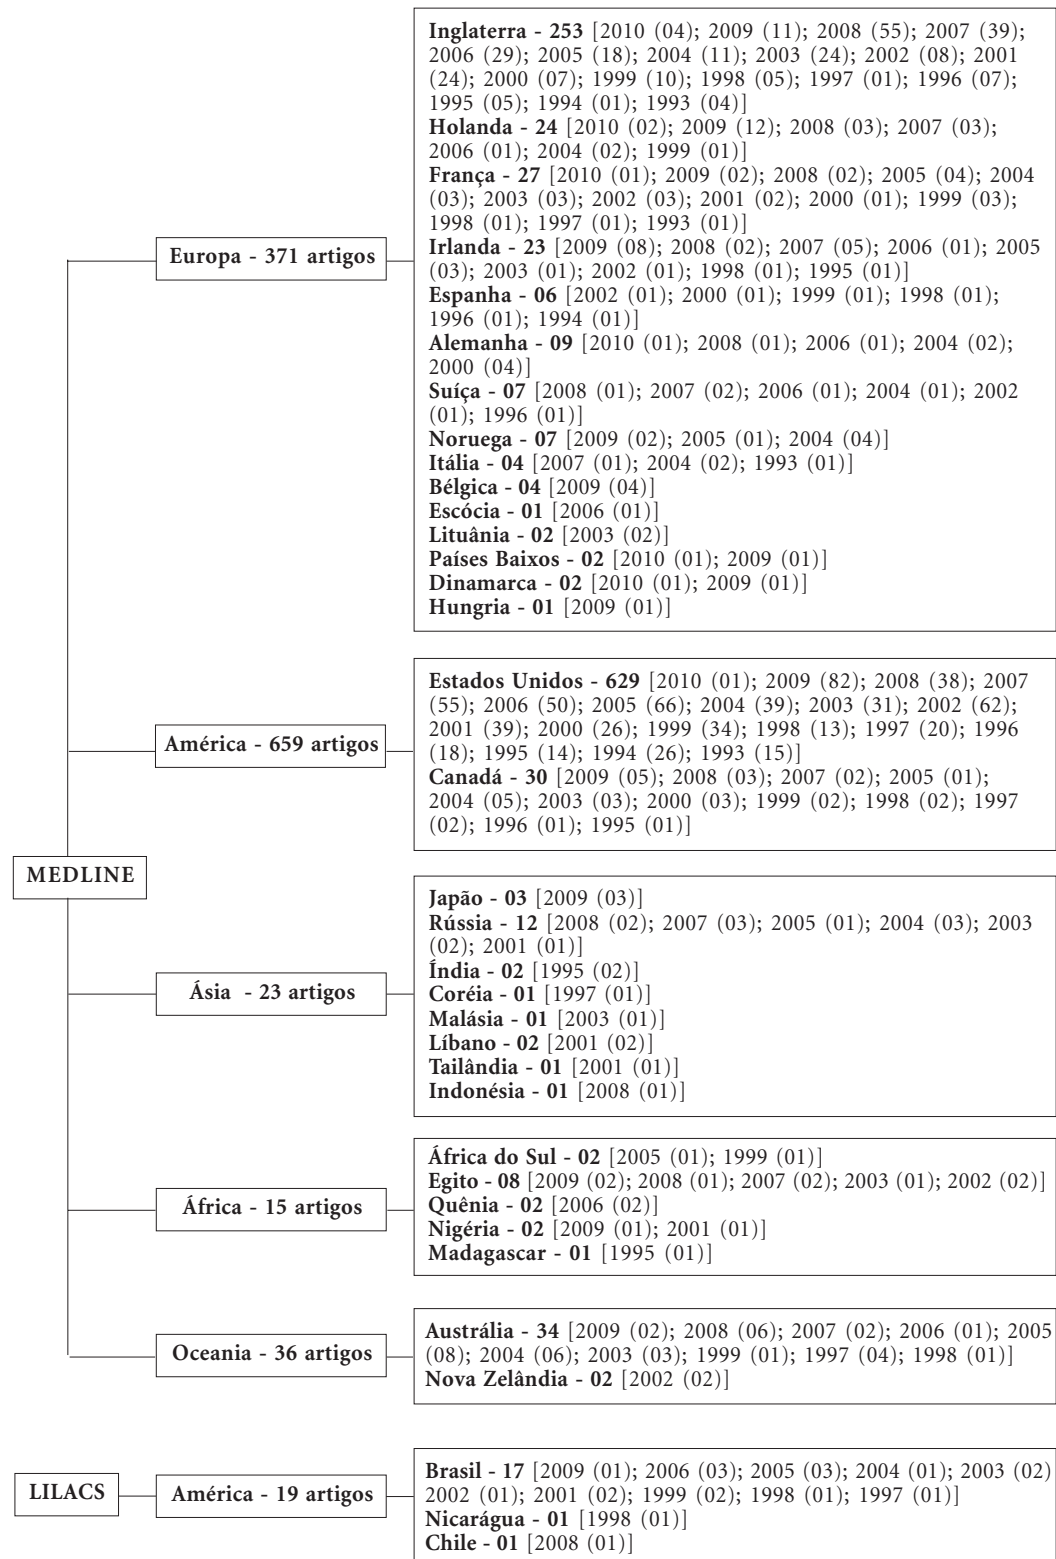 MEDLINE
Europa - 371 artigos
Inglaterra - 253 [2010 (04); 2009 (11); 2008 (55); 2007 (39);
2006 (29); 2005 (18); 2004 (11); 2003 (24); 2002 (08); 2001
(24); 2000 (07); 1999 (10); 1998 (05); 1997 (01); 1996 (07);
1995 (05); 1994 (01); 1993 (04)]
Holanda - 24 [2010 (02); 2009 (12); 2008 (03); 2007 (03);
2006 (01); 2004 (02); 1999 (01)]
França - 27 [2010 (01); 2009 (02); 2008 (02); 2005 (04); 2004
(03); 2003 (03); 2002 (03); 2001 (02); 2000 (01); 1999 (03);
1998 (01); 1997 (01); 1993 (01)]
Irlanda - 23 [2009 (08); 2008 (02); 2007 (05); 2006 (01); 2005
(03); 2003 (01); 2002 (01); 1998 (01); 1995 (01)]
Espanha - 06 [2002 (01); 2000 (01); 1999 (01); 1998 (01);
1996 (01); 1994 (01)]
Alemanha - 09 [2010 (01); 2008 (01); 2006 (01); 2004 (02);
2000 (04)]
Suíça - 07 [2008 (01); 2007 (02); 2006 (01); 2004 (01); 2002
(01); 1996 (01)]
Noruega - 07 [2009 (02); 2005 (01); 2004 (04)]
Itália - 04 [2007 (01); 2004 (02); 1993 (01)]
Bélgica - 04 [2009 (04)]
Escócia - 01 [2006 (01)]
Lituânia - 02 [2003 (02)]
Países Baixos - 02 [2010 (01); 2009 (01)]
Dinamarca - 02 [2010 (01); 2009 (01)]
Hungria - 01 [2009 (01)]
América - 659 artigos
Estados Unidos - 629 [2010 (01); 2009 (82); 2008 (38); 2007
(55); 2006 (50); 2005 (66); 2004 (39); 2003 (31); 2002 (62);
2001 (39); 2000 (26); 1999 (34); 1998 (13); 1997 (20); 1996
(18); 1995 (14); 1994 (26); 1993 (15)]
Canadá - 30 [2009 (05); 2008 (03); 2007 (02); 2005 (01);
2004 (05); 2003 (03); 2000 (03); 1999 (02); 1998 (02); 1997
(02); 1996 (01); 1995 (01)]
Ásia - 23 artigos
Japão - 03 [2009 (03)]
Rússia - 12 [2008 (02); 2007 (03); 2005 (01); 2004 (03); 2003
(02); 2001 (01)]
Índia - 02 [1995 (02)]
Coréia - 01 [1997 (01)]
Malásia - 01 [2003 (01)]
Líbano - 02 [2001 (02)]
Tailândia - 01 [2001 (01)]
Indonésia - 01 [2008 (01)]
África - 15 artigos
África do Sul - 02 [2005 (01); 1999 (01)]
Egito - 08 [2009 (02); 2008 (01); 2007 (02); 2003 (01); 2002 (02)]
Quênia - 02 [2006 (02)]
Nigéria - 02 [2009 (01); 2001 (01)]
Madagascar - 01 [1995 (01)]
Oceania - 36 artigos
Austrália - 34 [2009 (02); 2008 (06); 2007 (02); 2006 (01); 2005
(08); 2004 (06); 2003 (03); 1999 (01); 1997 (04); 1998 (01)]
Nova Zelândia - 02 [2002 (02)]
LILACS
América - 19 artigos
Brasil - 17 [2009 (01); 2006 (03); 2005 (03); 2004 (01); 2003 (02)
2002 (01); 2001 (02); 1999 (02); 1998 (01); 1997 (01)]
Nicarágua - 01 [1998 (01)]
Chile - 01 [2008 (01)]